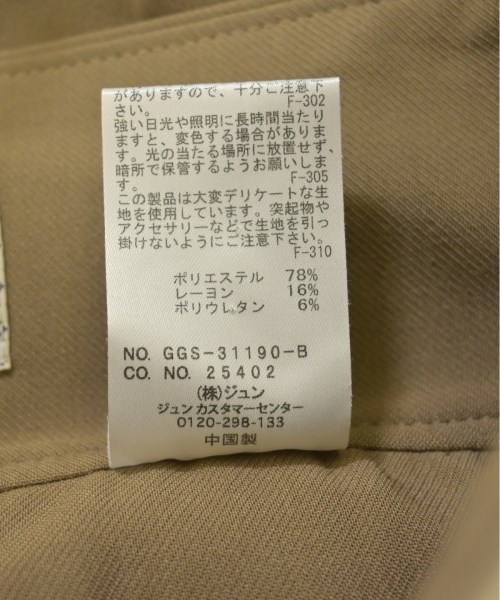 がありますので、十分ご注意下
さい。
F-302
強い日光や照明に長時間当たり
ますと、変色する場合がありま
す。光の当たる場所に放置せず、
暗所で保管するようお願いしま
す。
F-305
この製品は大変デリケートな生
地を使用しています。突起物や
アクセサリーなどで生地を引っ
掛けないようにご注意下さい。
F-310
ポリエステル 78%
レーヨン 16%
ポリウレタン 6%
NO. GGS-31190-B
CO. NO. 25402
(株)ジュン
ジュン カスタマーセンター
0120-298-133
中国製